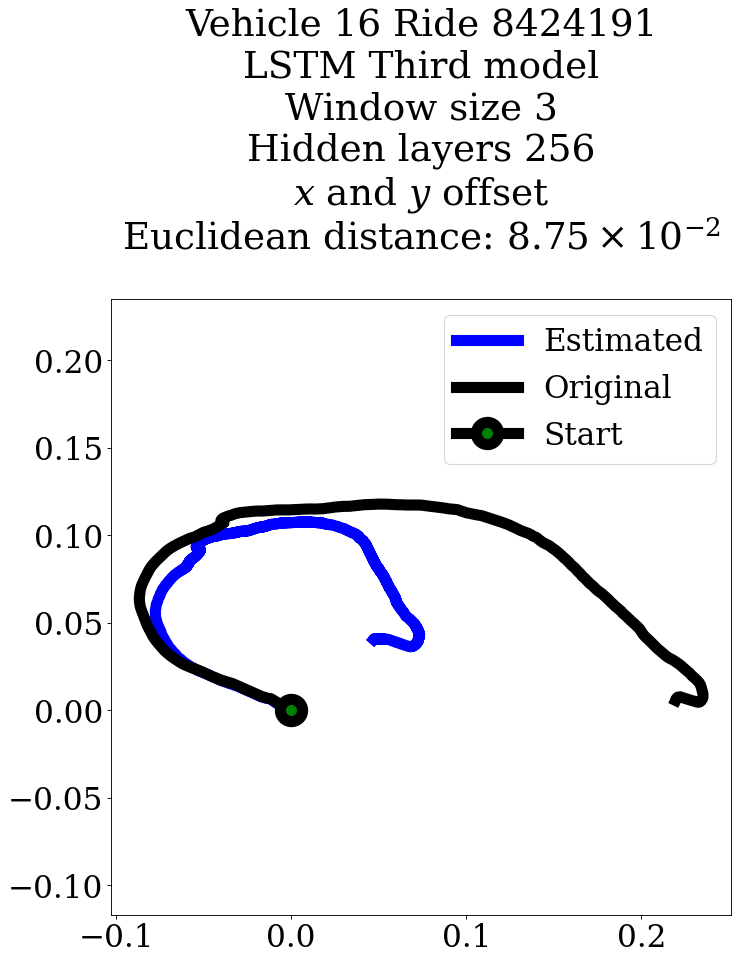 Vehicle 16 Ride 8424191
LSTM Third model
Window size 3
Hidden layers 256
x and y offset
Euclidean distance: 8.75 × 10⁻²
Estimated
Original
Start
0.20
0.15
0.10
0.05
0.00
−0.05
−0.10
−0.1 0.0 0.1 0.2